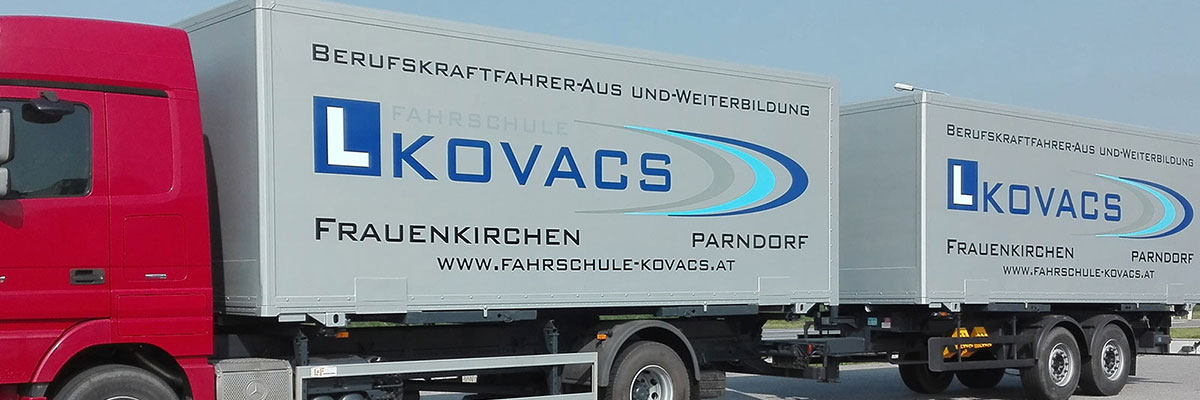 Berufskraftfahrer-Aus und-Weiterbildung
L
FAHRSCHULE
KOVACS
Frauenkirchen PARNDORF
WWW.FAHRSCHULE-KOVACS.AT
Berufskraftfahrer-Aus und-Weiterbildung
L
KOVACS
Frauenkirchen PARNDORF
WWW.FAHRSCHULE-KOVACS.AT